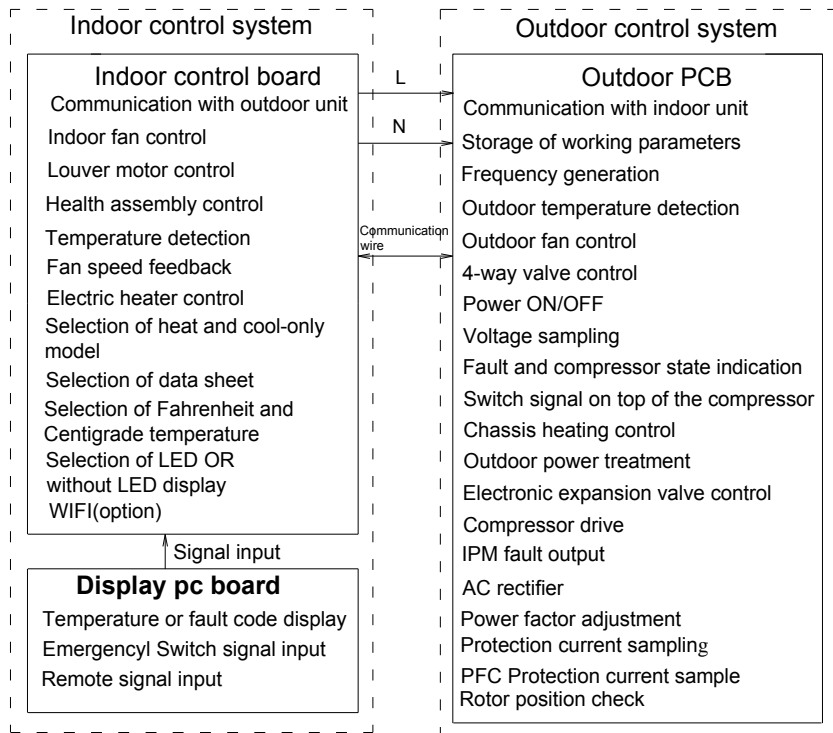 Indoor control system
Indoor control board
Communication with outdoor unit
Indoor fan control
Louver motor control
Health assembly control
Temperature detection
Fan speed feedback
Electric heater control
Selection of heat and cool-only
model
Selection of data sheet
Selection of Fahrenheit and
Centigrade temperature
Selection of LED OR
without LED display
WIFI(option)
Signal input
Display pc board
Temperature or fault code display
Emergencyl Switch signal input
Remote signal input
L
N
Communication
wire
Outdoor control system
Outdoor PCB
Communication with indoor unit
Storage of working parameters
Frequency generation
Outdoor temperature detection
Outdoor fan control
4-way valve control
Power ON/OFF
Voltage sampling
Fault and compressor state indication
Switch signal on top of the compressor
Chassis heating control
Outdoor power treatment
Electronic expansion valve control
Compressor drive
IPM fault output
AC rectifier
Power factor adjustment
Protection current sampling
PFC Protection current sample
Rotor position check